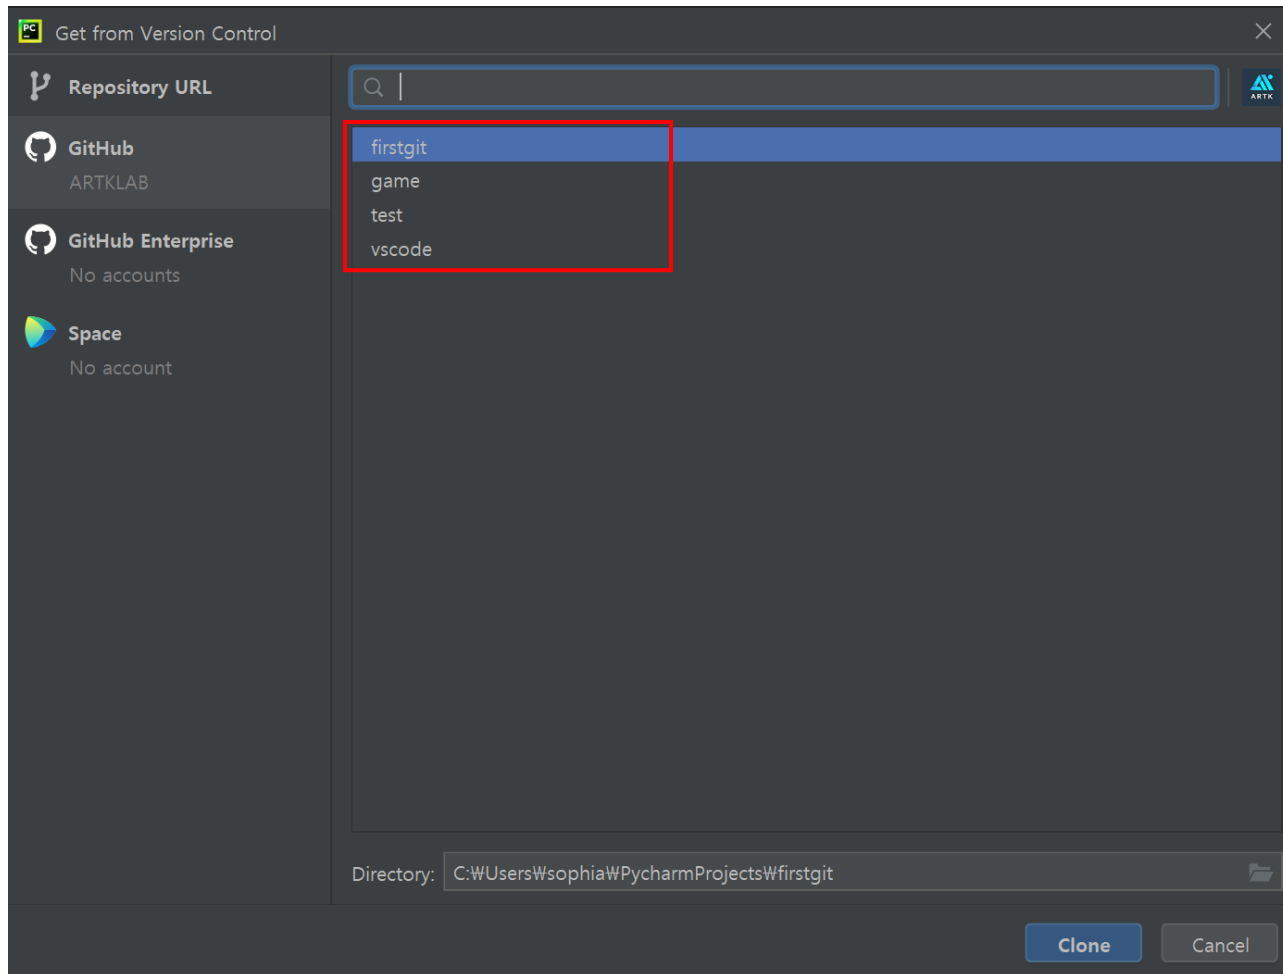 PC
Get from Version Control
Repository URL
ARTK
GitHub
ARTKLAB
GitHub Enterprise
No accounts
Space
No account
firstgit
game
test
vscode
Directory: C:₩Users₩sophia₩PycharmProjects₩firstgit
Clone Cancel